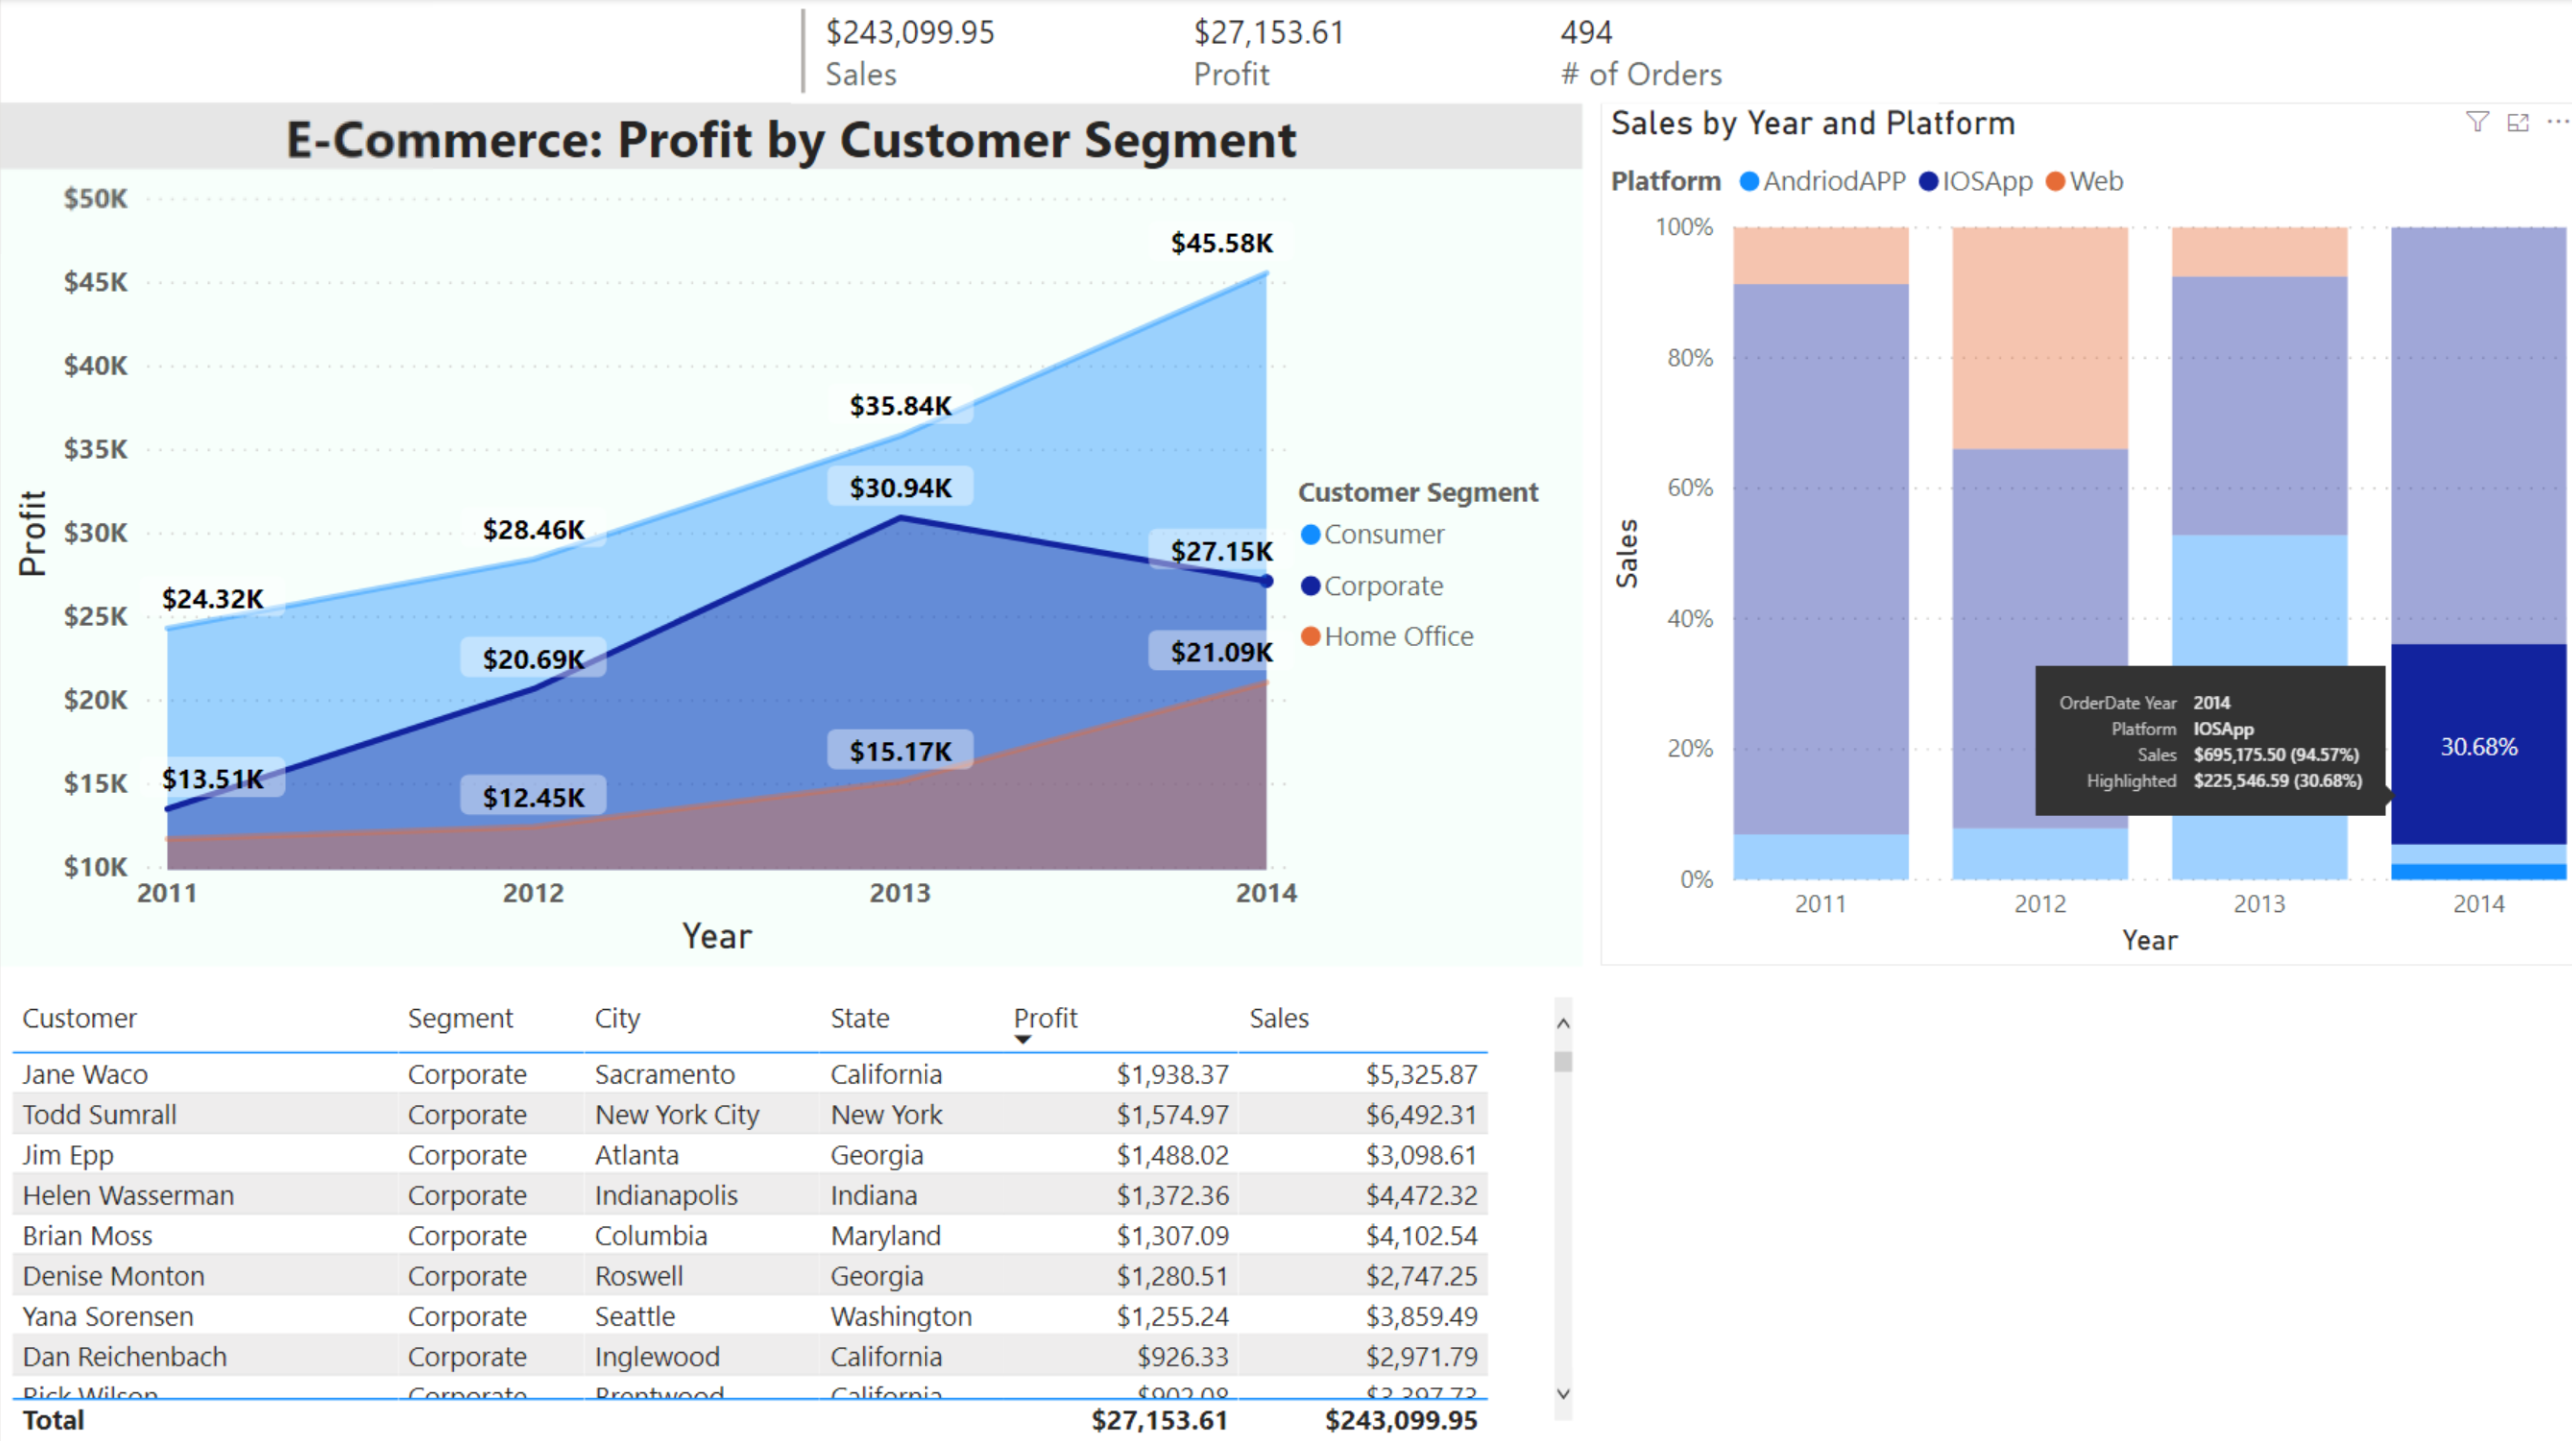 $243,099.95 $27,153.61 494
Sales Profit # of Orders
E-Commerce: Profit by Customer Segment
$50K
$45K
$40K
$35K
$30K
$25K
$20K
$15K
$10K
Profit
$45.58K
$35.84K
$30.94K
$28.46K
$27.15K
$24.32K
$20.69K
$21.09K
$15.17K
$13.51K
$12.45K
2011 2012 2013 2014
Year
Customer Segment
Consumer
Corporate
Home Office
Sales by Year and Platform
Platform AndriodAPP IOSApp Web
100%
80%
60%
40%
20%
0%
Sales
OrderDate Year 2014
Platform IOSApp
Sales $695,175.50 (94.57%)
Highlighted $225,546.59 (30.68%)
30.68%
2011 2012 2013 2014
Year
Customer Segment City State Profit Sales
Jane Waco Corporate Sacramento California $1,938.37 $5,325.87
Todd Sumrall Corporate New York City New York $1,574.97 $6,492.31
Jim Epp Corporate Atlanta Georgia $1,488.02 $3,098.61
Helen Wasserman Corporate Indianapolis Indiana $1,372.36 $4,472.32
Brian Moss Corporate Columbia Maryland $1,307.09 $4,102.54
Denise Monton Corporate Roswell Georgia $1,280.51 $2,747.25
Yana Sorensen Corporate Seattle Washington $1,255.24 $3,859.49
Dan Reichenbach Corporate Inglewood California $926.33 $2,971.79
Rick Wilson Corporate Brentwood California $902.08 $3,397.73
Total $27,153.61 $243,099.95